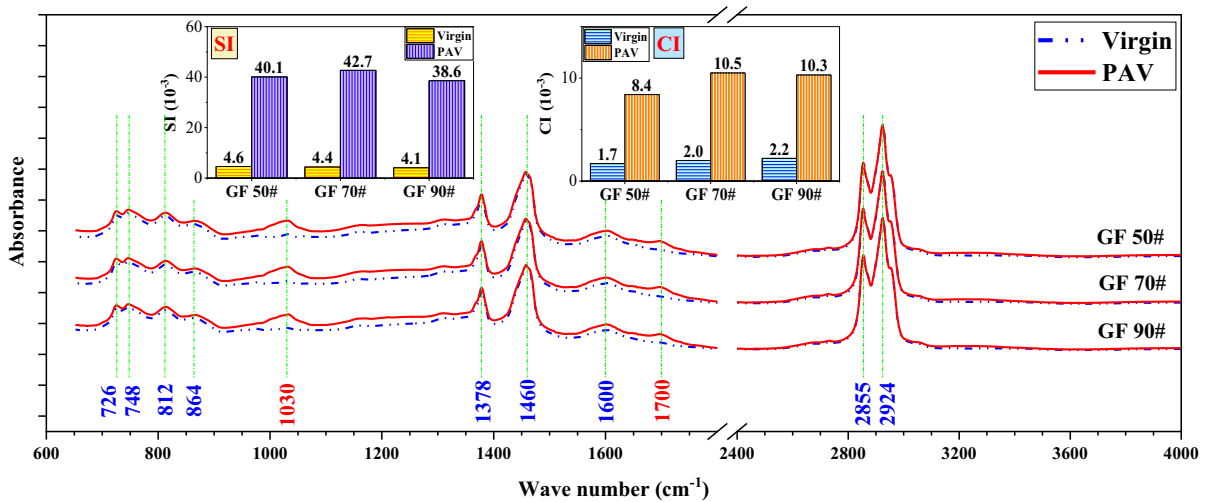 SI
Virgin
PAV
SI (10⁻³)
60
40
20
0
40.1
42.7
38.6
4.6
4.4
4.1
GF 50#
GF 70#
GF 90#
Virgin
PAV
CI
CI (10⁻³)
10
0
8.4
10.5
10.3
1.7
2.0
2.2
GF 50#
GF 70#
GF 90#
Virgin
PAV
Absorbance
GF 50#
GF 70#
GF 90#
726
748
812
864
1030
1378
1460
1600
1700
2855
2924
600
800
1000
1200
1400
1600
2400
2800
3200
3600
4000
Wave number (cm⁻¹)